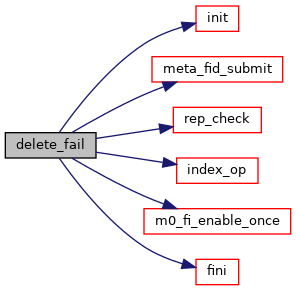 init
meta_fid_submit
rep_check
delete_fail
index_op
m0_fi_enable_once
fini